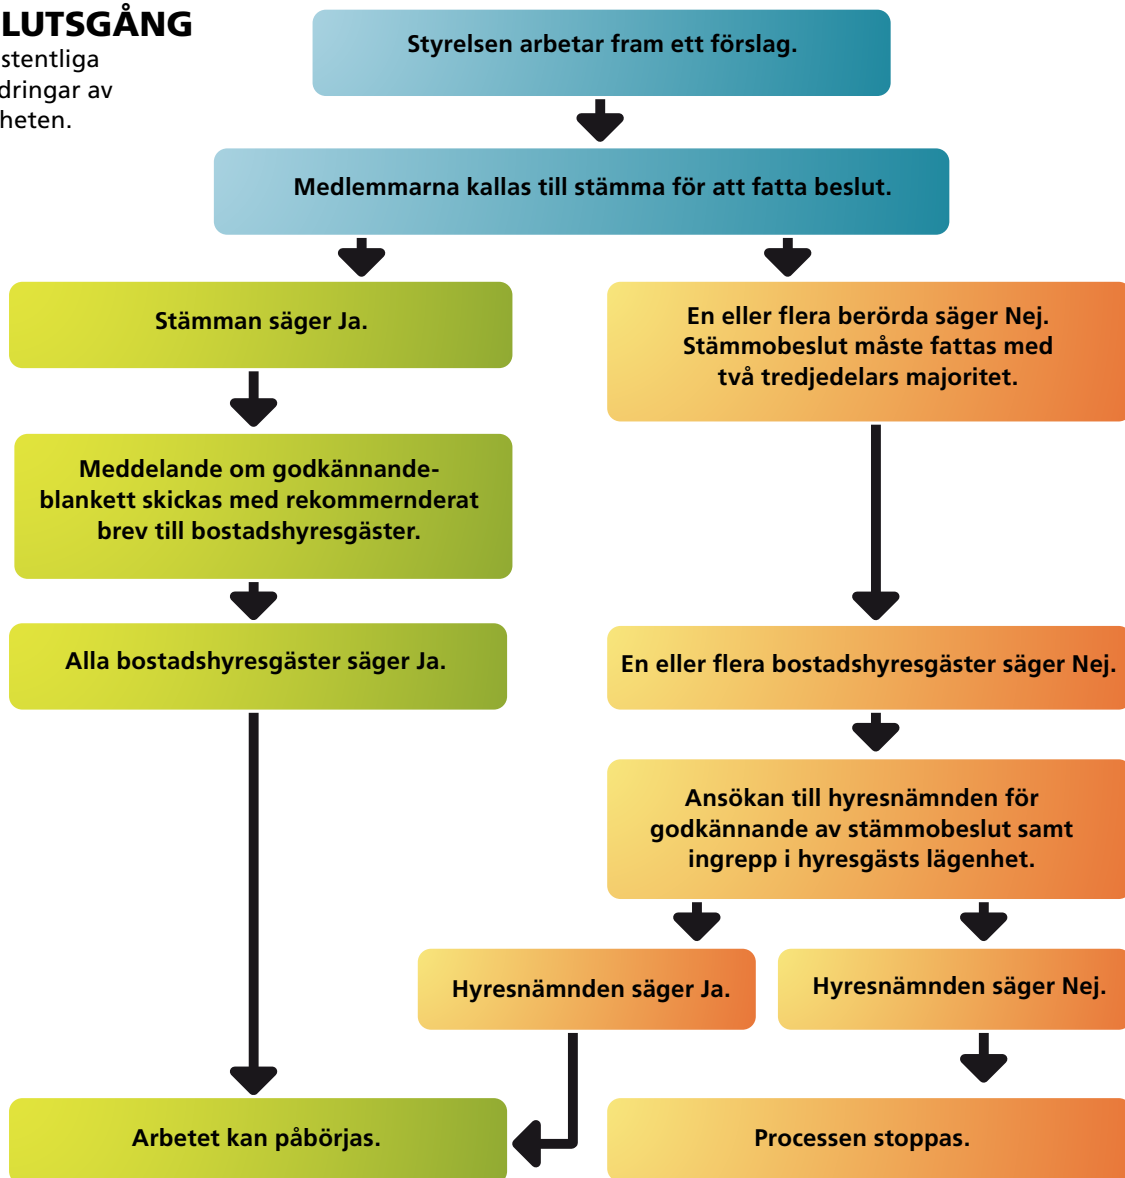 LUTSGÅNG
stentliga
dringar av
heten.
Styrelsen arbetar fram ett förslag.
Medlemmarna kallas till stämma för att fatta beslut.
Stämman säger Ja.
En eller flera berörda säger Nej.
Stämmobeslut måste fattas med
två tredjedelars majoritet.
Meddelande om godkännande-
blankett skickas med rekommernderat
brev till bostadshyresgäster.
Alla bostadshyresgäster säger Ja.
En eller flera bostadshyresgäster säger Nej.
Ansökan till hyresnämnden för
godkännande av stämmobeslut samt
ingrepp i hyresgästs lägenhet.
Hyresnämnden säger Ja.
Hyresnämnden säger Nej.
Arbetet kan påbörjas.
Processen stoppas.